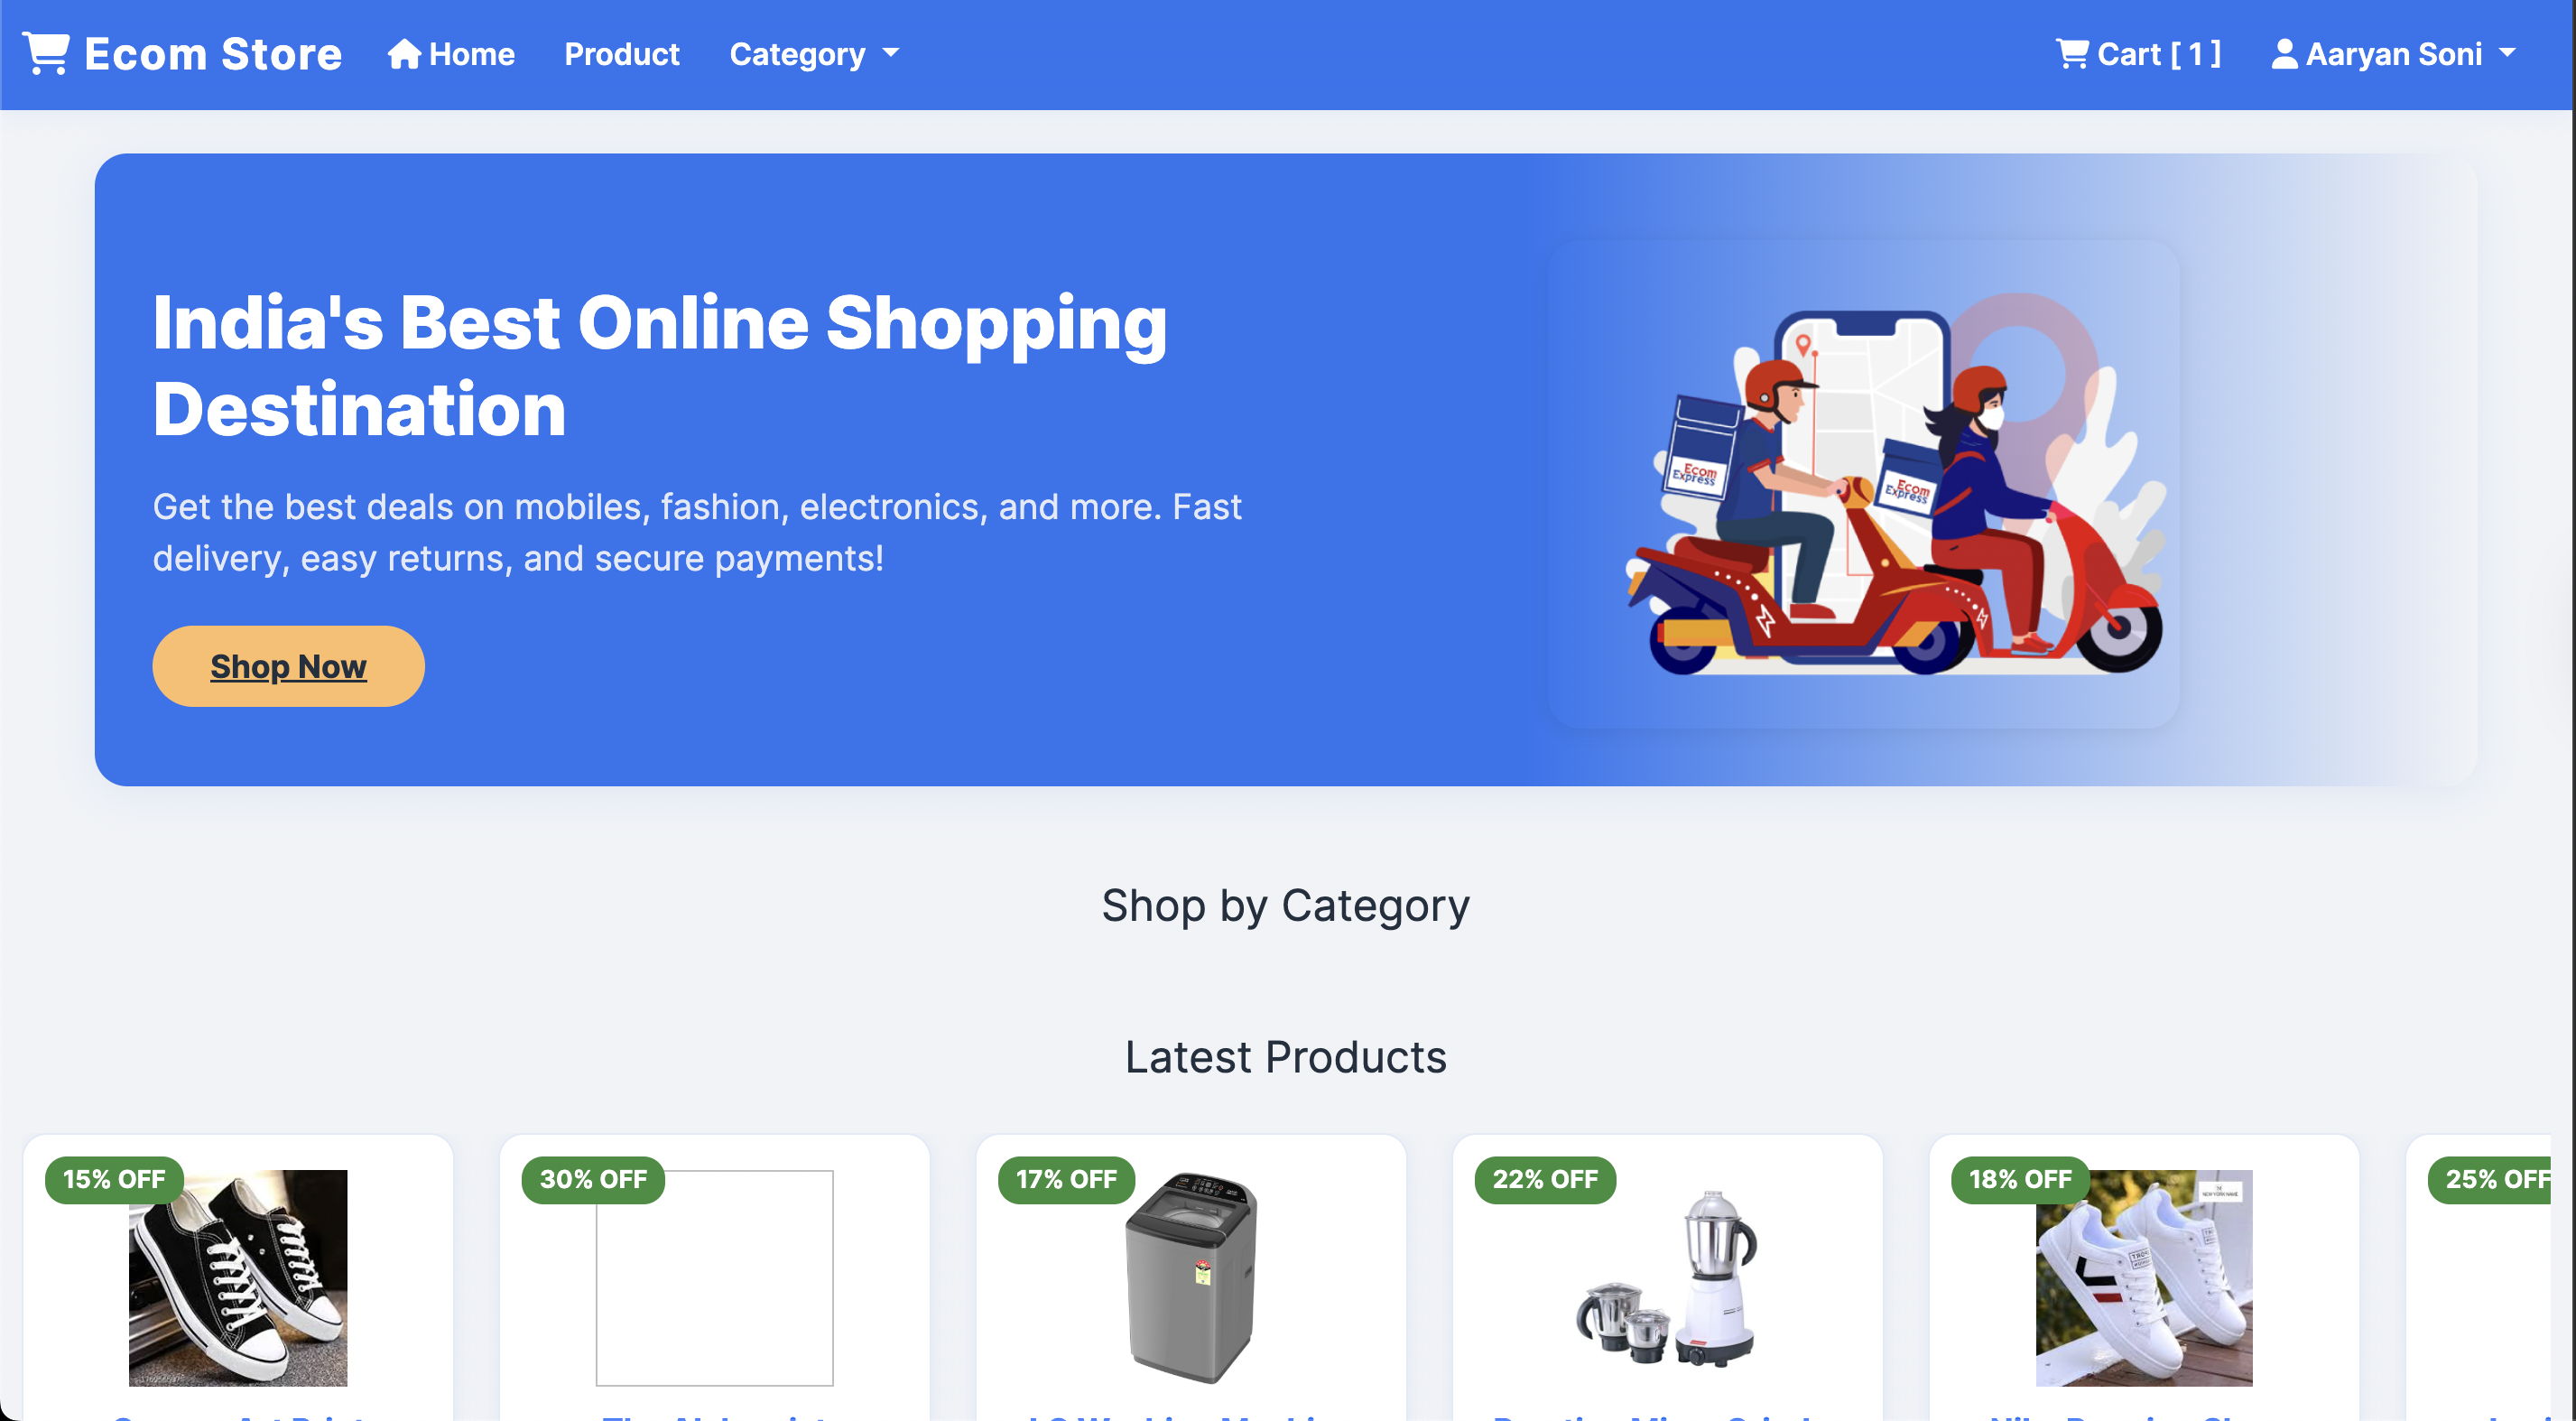 Ecom Store
Home
Product
Category
Cart [ 1 ]
Aaryan Soni
India's Best Online Shopping
Destination
Get the best deals on mobiles, fashion, electronics, and more. Fast
delivery, easy returns, and secure payments!
Shop Now
Ecom
Express
Ecom
Express
Shop by Category
Latest Products
15% OFF
30% OFF
17% OFF
22% OFF
18% OFF
25% OFF